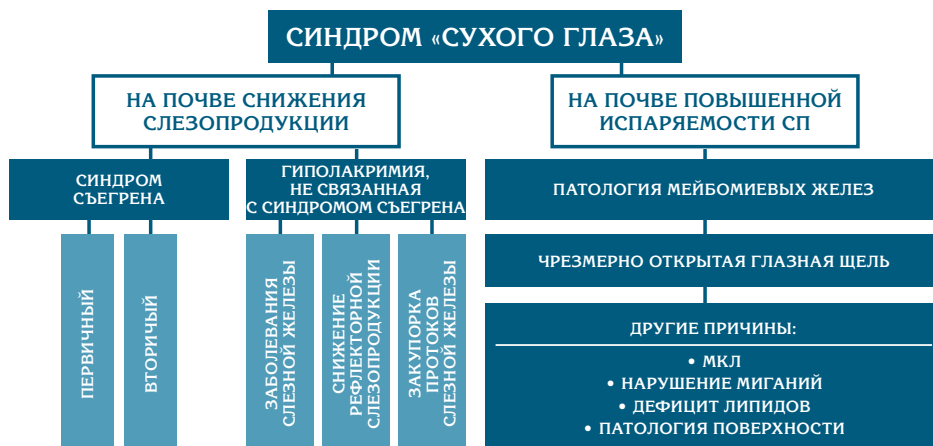 СИНДРОМ «СУХОГО ГЛАЗА»
НА ПОЧВЕ СНИЖЕНИЯ
СЛЕЗОПРОДУКЦИИ
НА ПОЧВЕ ПОВЫШЕННОЙ
ИСПАРЯЕМОСТИ СП
СИНДРОМ
СЪЕГРЕНА
ГИПОЛАКРИМИЯ,
НЕ СВЯЗАННАЯ
С СИНДРОМОМ СЪЕГРЕНА
ПАТОЛОГИЯ МЕЙБОМИЕВЫХ ЖЕЛЕЗ
ПЕРВИЧНЫЙ
ВТОРИЧЫЙ
ЗАБОЛЕВАНИЯ
СЛЕЗНОЙ ЖЕЛЕЗЫ
СНИЖЕНИЕ
РЕФЛЕКТОРНОЙ
СЛЕЗОПРОДУКЦИИ
ЗАКУПОРКА
ПРОТОКОВ
СЛЕЗНОЙ ЖЕЛЕЗЫ
ЧРЕЗМЕРНО ОТКРЫТАЯ ГЛАЗНАЯ ЩЕЛЬ
ДРУГИЕ ПРИЧИНЫ:
• МКЛ
• НАРУШЕНИЕ МИГАНИЙ
• ДЕФИЦИТ ЛИПИДОВ
• ПАТОЛОГИЯ ПОВЕРХНОСТИ